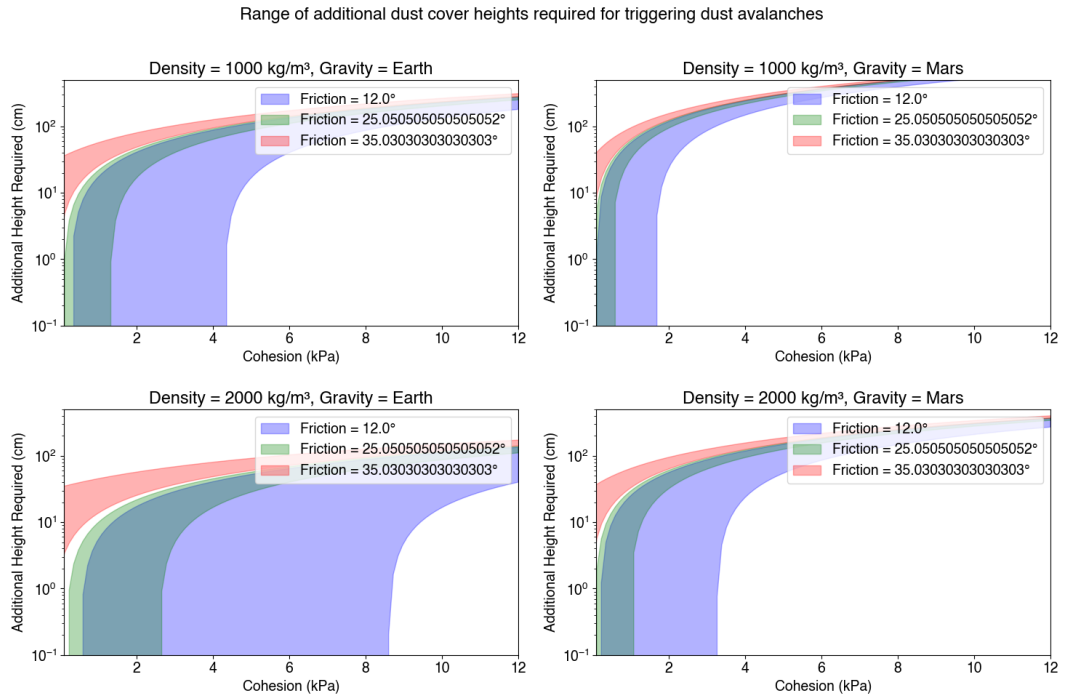 Range of additional dust cover heights required for triggering dust avalanches
Density = 1000 kg/m³, Gravity = Earth
Additional Height Required (cm)
10²
10¹
10⁰
10⁻¹
Friction = 12.0°
Friction = 25.050505050505052°
Friction = 35.03030303030303°
2 4 6 8 10 12
Cohesion (kPa)
Density = 1000 kg/m³, Gravity = Mars
Additional Height Required (cm)
10²
10¹
10⁰
10⁻¹
Friction = 12.0°
Friction = 25.050505050505052°
Friction = 35.03030303030303°
2 4 6 8 10 12
Cohesion (kPa)
Density = 2000 kg/m³, Gravity = Earth
Additional Height Required (cm)
10²
10¹
10⁰
10⁻¹
Friction = 12.0°
Friction = 25.050505050505052°
Friction = 35.03030303030303°
2 4 6 8 10 12
Cohesion (kPa)
Density = 2000 kg/m³, Gravity = Mars
Additional Height Required (cm)
10²
10¹
10⁰
10⁻¹
Friction = 12.0°
Friction = 25.050505050505052°
Friction = 35.03030303030303°
2 4 6 8 10 12
Cohesion (kPa)